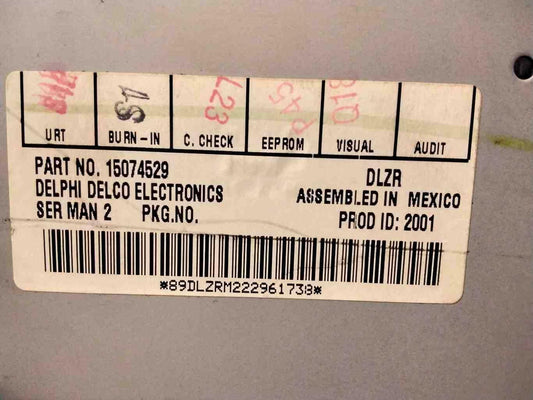 URT BURN-IN C. CHECK EEPROM VISUAL AUDIT
PART NO. 15074529 DLZR
DELPHI DELCO ELECTRONICS ASSEMBLED IN MEXICO
SER MAN 2 PKG.NO. PROD ID: 2001
*89DLZRM222961738*